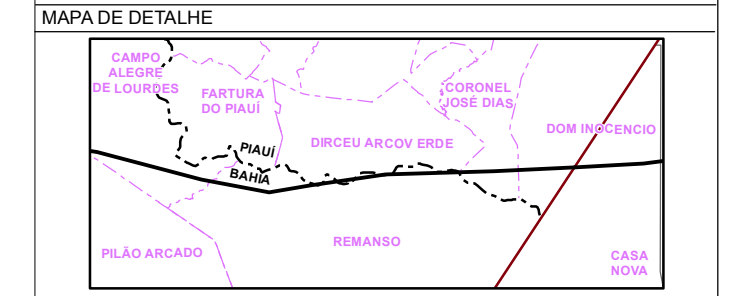 MAPA DE DETALHE
CAMPO
ALEGRE
DE LOURDES
FARTURA
DO PIAUÍ
CORONEL
JOSÉ DIAS
DIRCEU ARCOV ERDE
DOM INOCENCIO
PIAUÍ
BAHIA
PILÃO ARCADO
REMANSO
CASA
NOVA